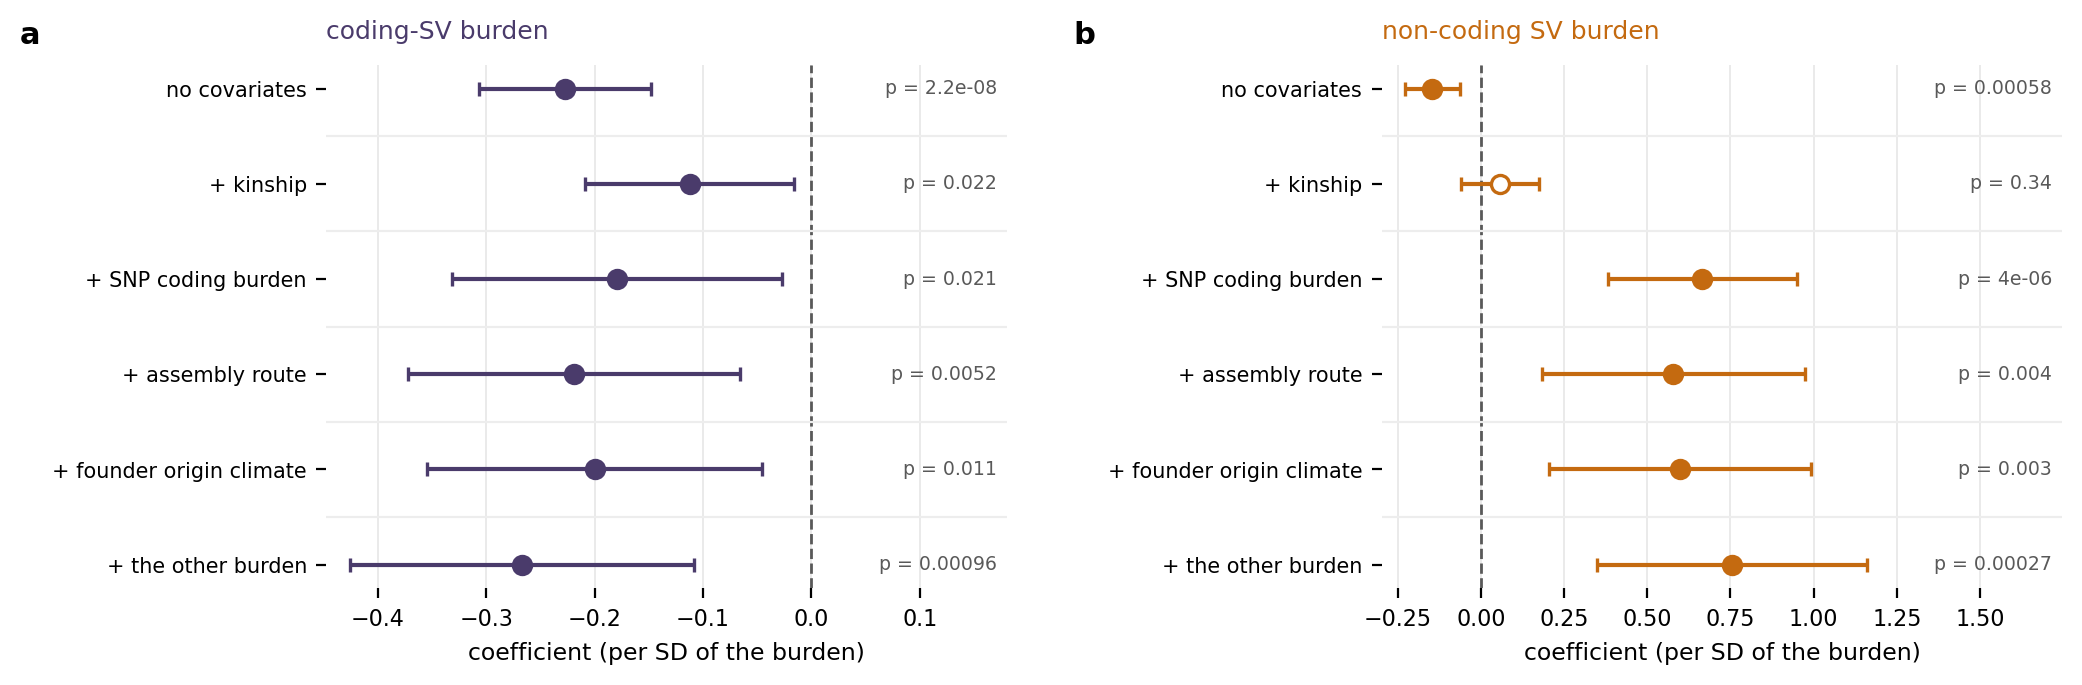 a
coding-SV burden
no covariates
p = 2.2e-08
+ kinship
p = 0.022
+ SNP coding burden
p = 0.021
+ assembly route
p = 0.0052
+ founder origin climate
p = 0.011
+ the other burden
p = 0.00096
−0.4 −0.3 −0.2 −0.1 0.0 0.1
coefficient (per SD of the burden)
b
non-coding SV burden
no covariates
p = 0.00058
+ kinship
p = 0.34
+ SNP coding burden
p = 4e-06
+ assembly route
p = 0.004
+ founder origin climate
p = 0.003
+ the other burden
p = 0.00027
−0.25 0.00 0.25 0.50 0.75 1.00 1.25 1.50
coefficient (per SD of the burden)